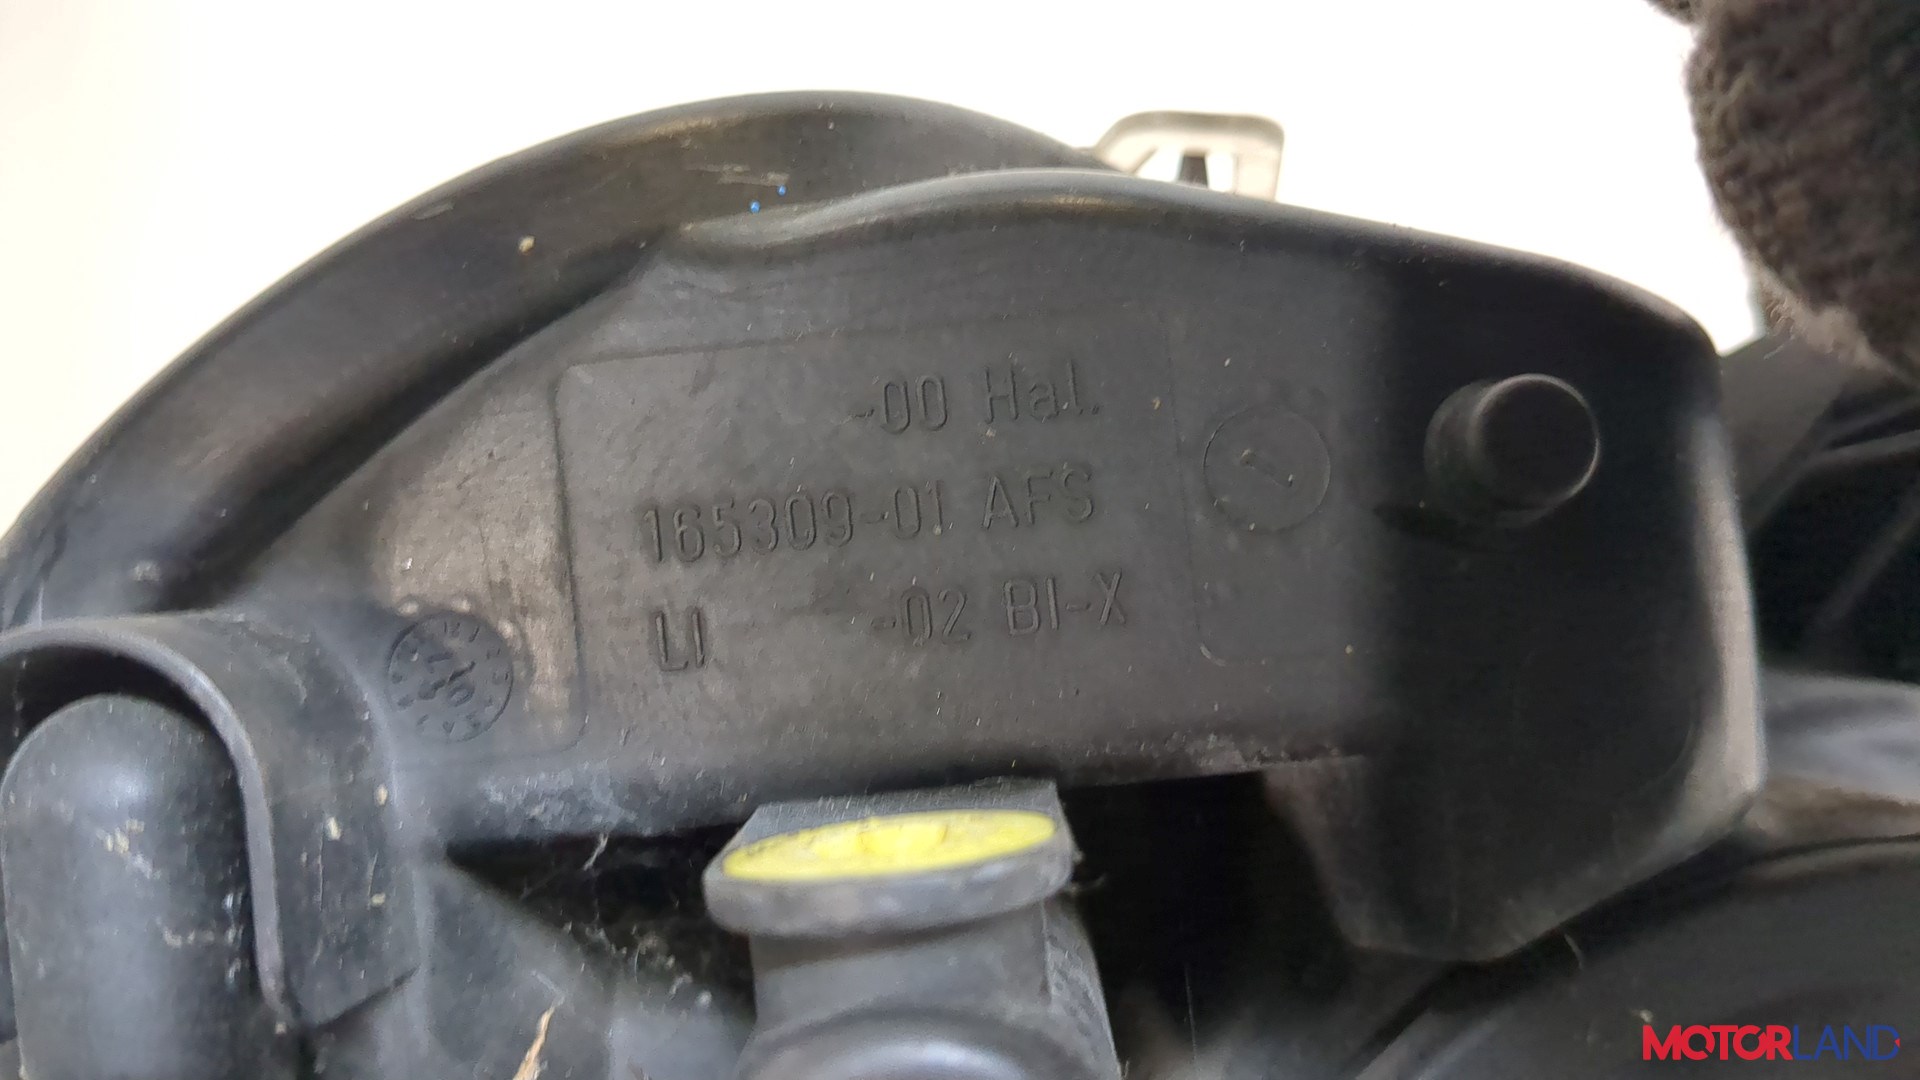 -00 Hal.
165309-01 AFS
LI -02 BI-X
MOTORLAND